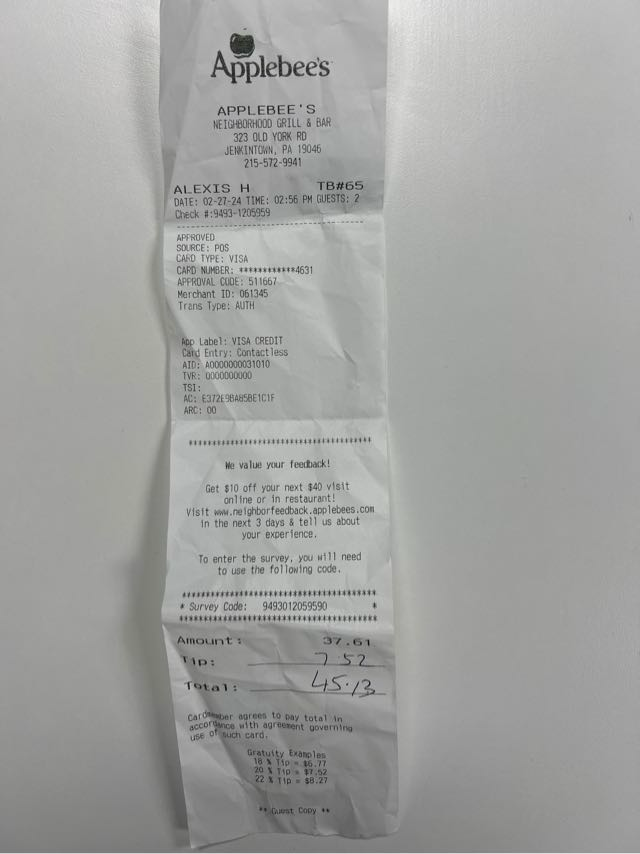 Applebee's
APPLEBEE'S
NEIGHBORHOOD GRILL & BAR
323 OLD YORK RD
JENKINTOWN, PA 19046
215-572-9941
ALEXIS H TB#65
DATE: 02-27-24 TIME: 02:56 PM GUESTS: 2
Check #:9493-1205959
APPROVED
SOURCE: POS
CARD TYPE: VISA
CARD NUMBER: ************4631
APPROVAL CODE: 511667
Merchant ID: 061345
Trans Type: AUTH
App Label: VISA CREDIT
Card Entry: Contactless
AID: A0000000031010
TVR: 0000000000
TSI:
AC: E372E9BA85BE1C1F
ARC: 00
****************************************
We value your feedback!
Get $10 off your next $40 visit
online or in restaurant!
Visit www.neighborfeedback.applebees.com
in the next 3 days & tell us about
your experience.
To enter the survey, you will need
to use the following code.
****************************************
* Survey Code: 9493012059590 *
****************************************
Amount: 37.61
Tip: 7.52
Total: 45.13
Cardmember agrees to pay total in
accordance with agreement governing
use of such card.
Gratuity Examples
18 % Tip = $6.77
20 % Tip = $7.52
22 % Tip = $8.27
** Guest Copy **